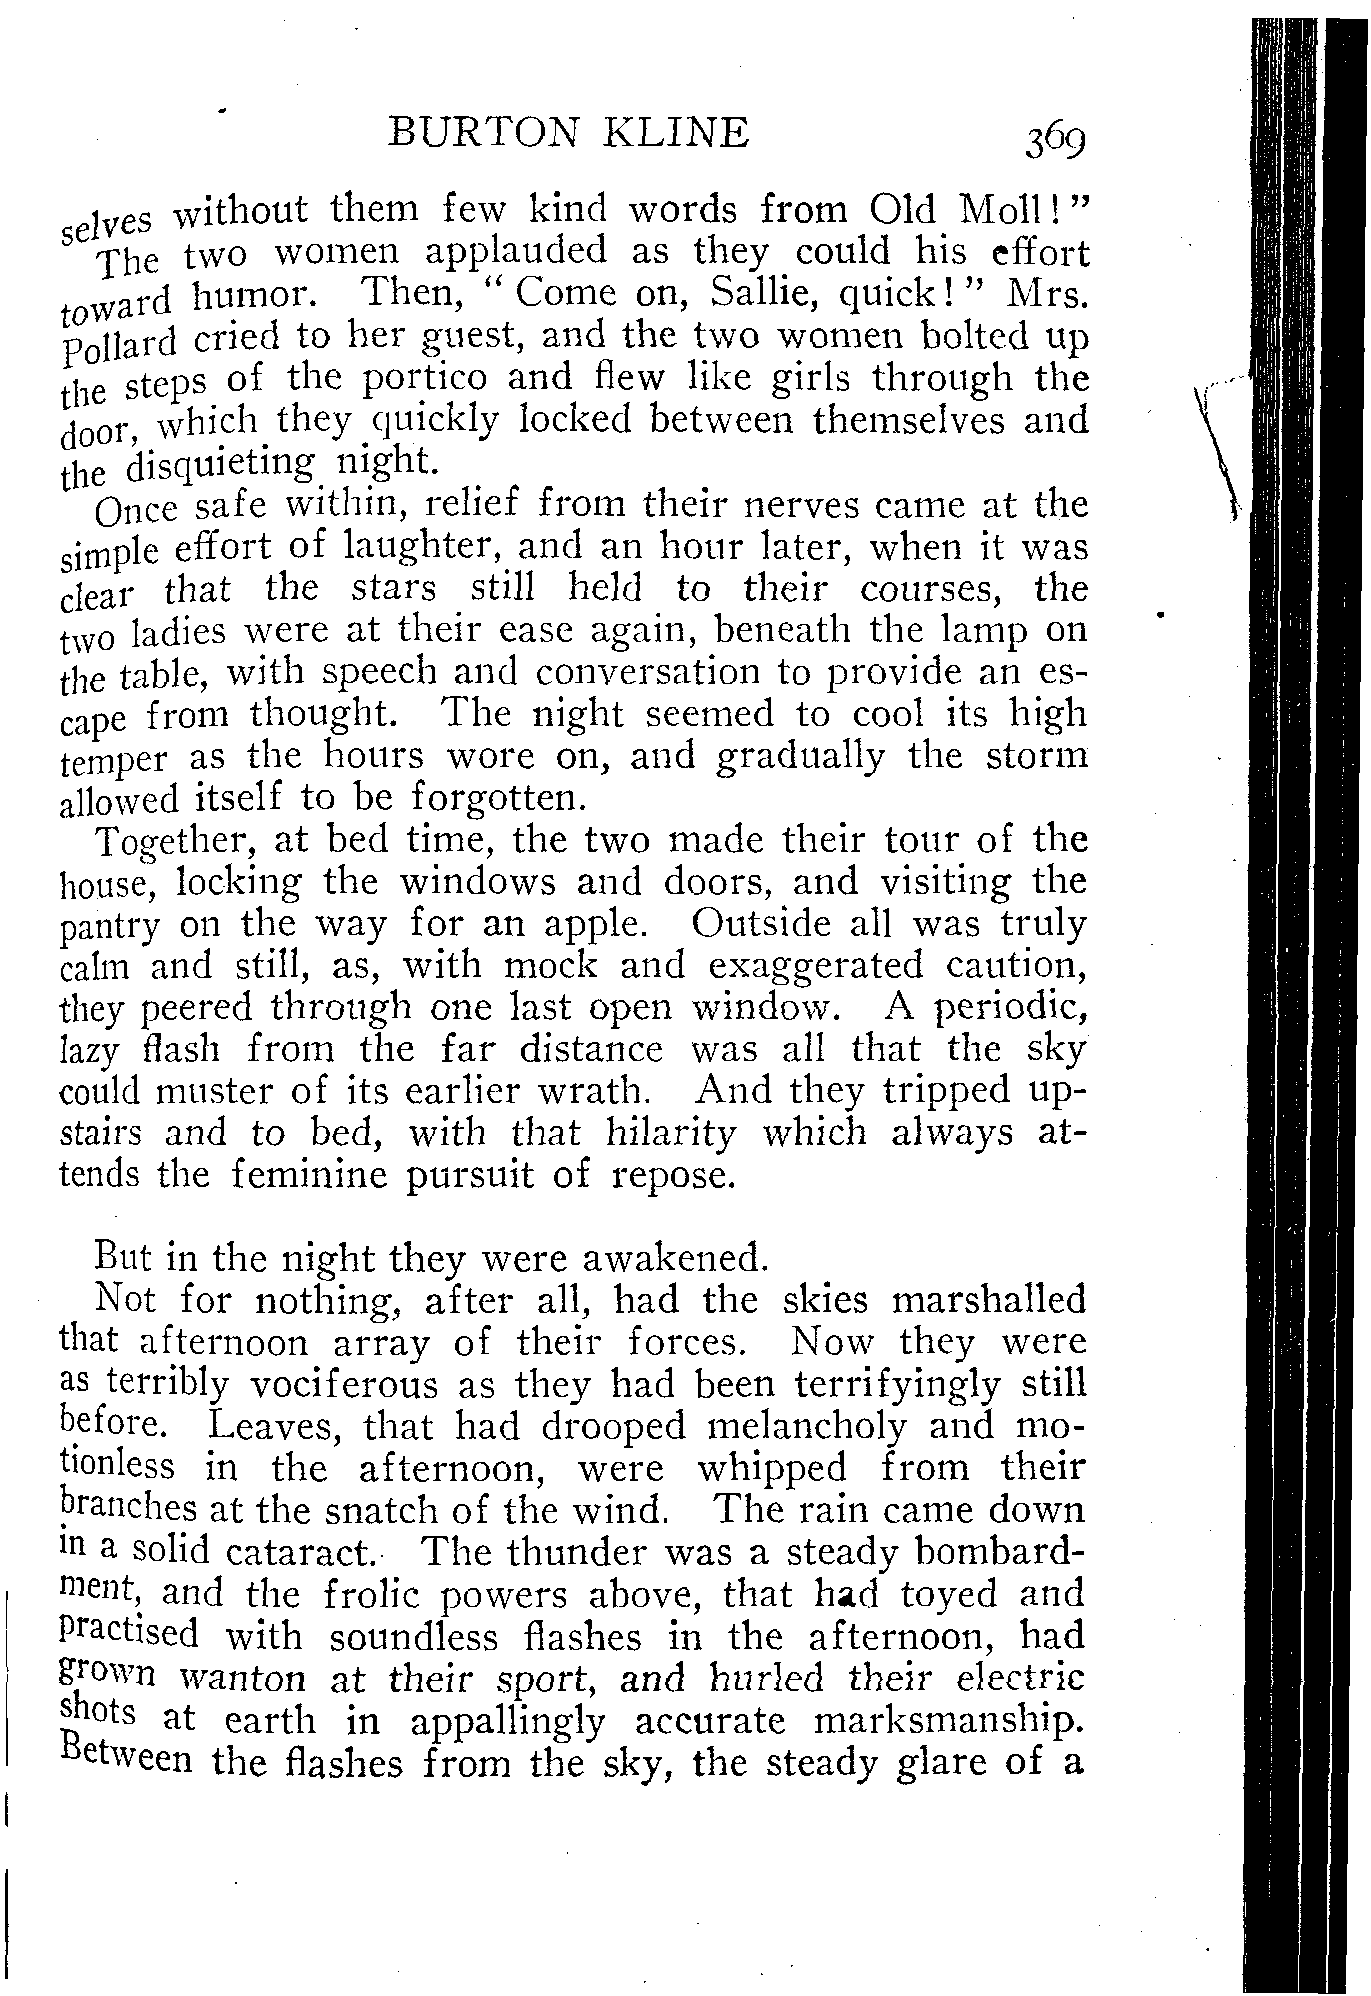 BURTON KLINE 369
selves without them few kind words from Old Moll!"
The two women applauded as they could his effort
toward humor. Then, "Come on, Sallie, quick!" Mrs.
Pollard cried to her guest, and the two women bolted up
the steps of the portico and flew like girls through the
door, which they quickly locked between themselves and
the disquieting night.
Once safe within, relief from their nerves came at the
simple effort of laughter, and an hour later, when it was
clear that the stars still held to their courses, the
two ladies were at their ease again, beneath the lamp on
the table, with speech and conversation to provide an es-
cape from thought. The night seemed to cool its high
temper as the hours wore on, and gradually the storm
allowed itself to be forgotten.
Together, at bed time, the two made their tour of the
house, locking the windows and doors, and visiting the
pantry on the way for an apple. Outside all was truly
calm and still, as, with mock and exaggerated caution,
they peered through one last open window. A periodic,
lazy flash from the far distance was all that the sky
could muster of its earlier wrath. And they tripped up-
stairs and to bed, with that hilarity which always at-
tends the feminine pursuit of repose.
But in the night they were awakened.
Not for nothing, after all, had the skies marshalled
that afternoon array of their forces. Now they were
as terribly vociferous as they had been terrifyingly still
before. Leaves, that had drooped melancholy and mo-
tionless in the afternoon, were whipped from their
branches at the snatch of the wind. The rain came down
in a solid cataract. The thunder was a steady bombard-
ment, and the frolic powers above, that had toyed and
practised with soundless flashes in the afternoon, had
grown wanton at their sport, and hurled their electric
shots at earth in appallingly accurate marksmanship.
Between the flashes from the sky, the steady glare of a